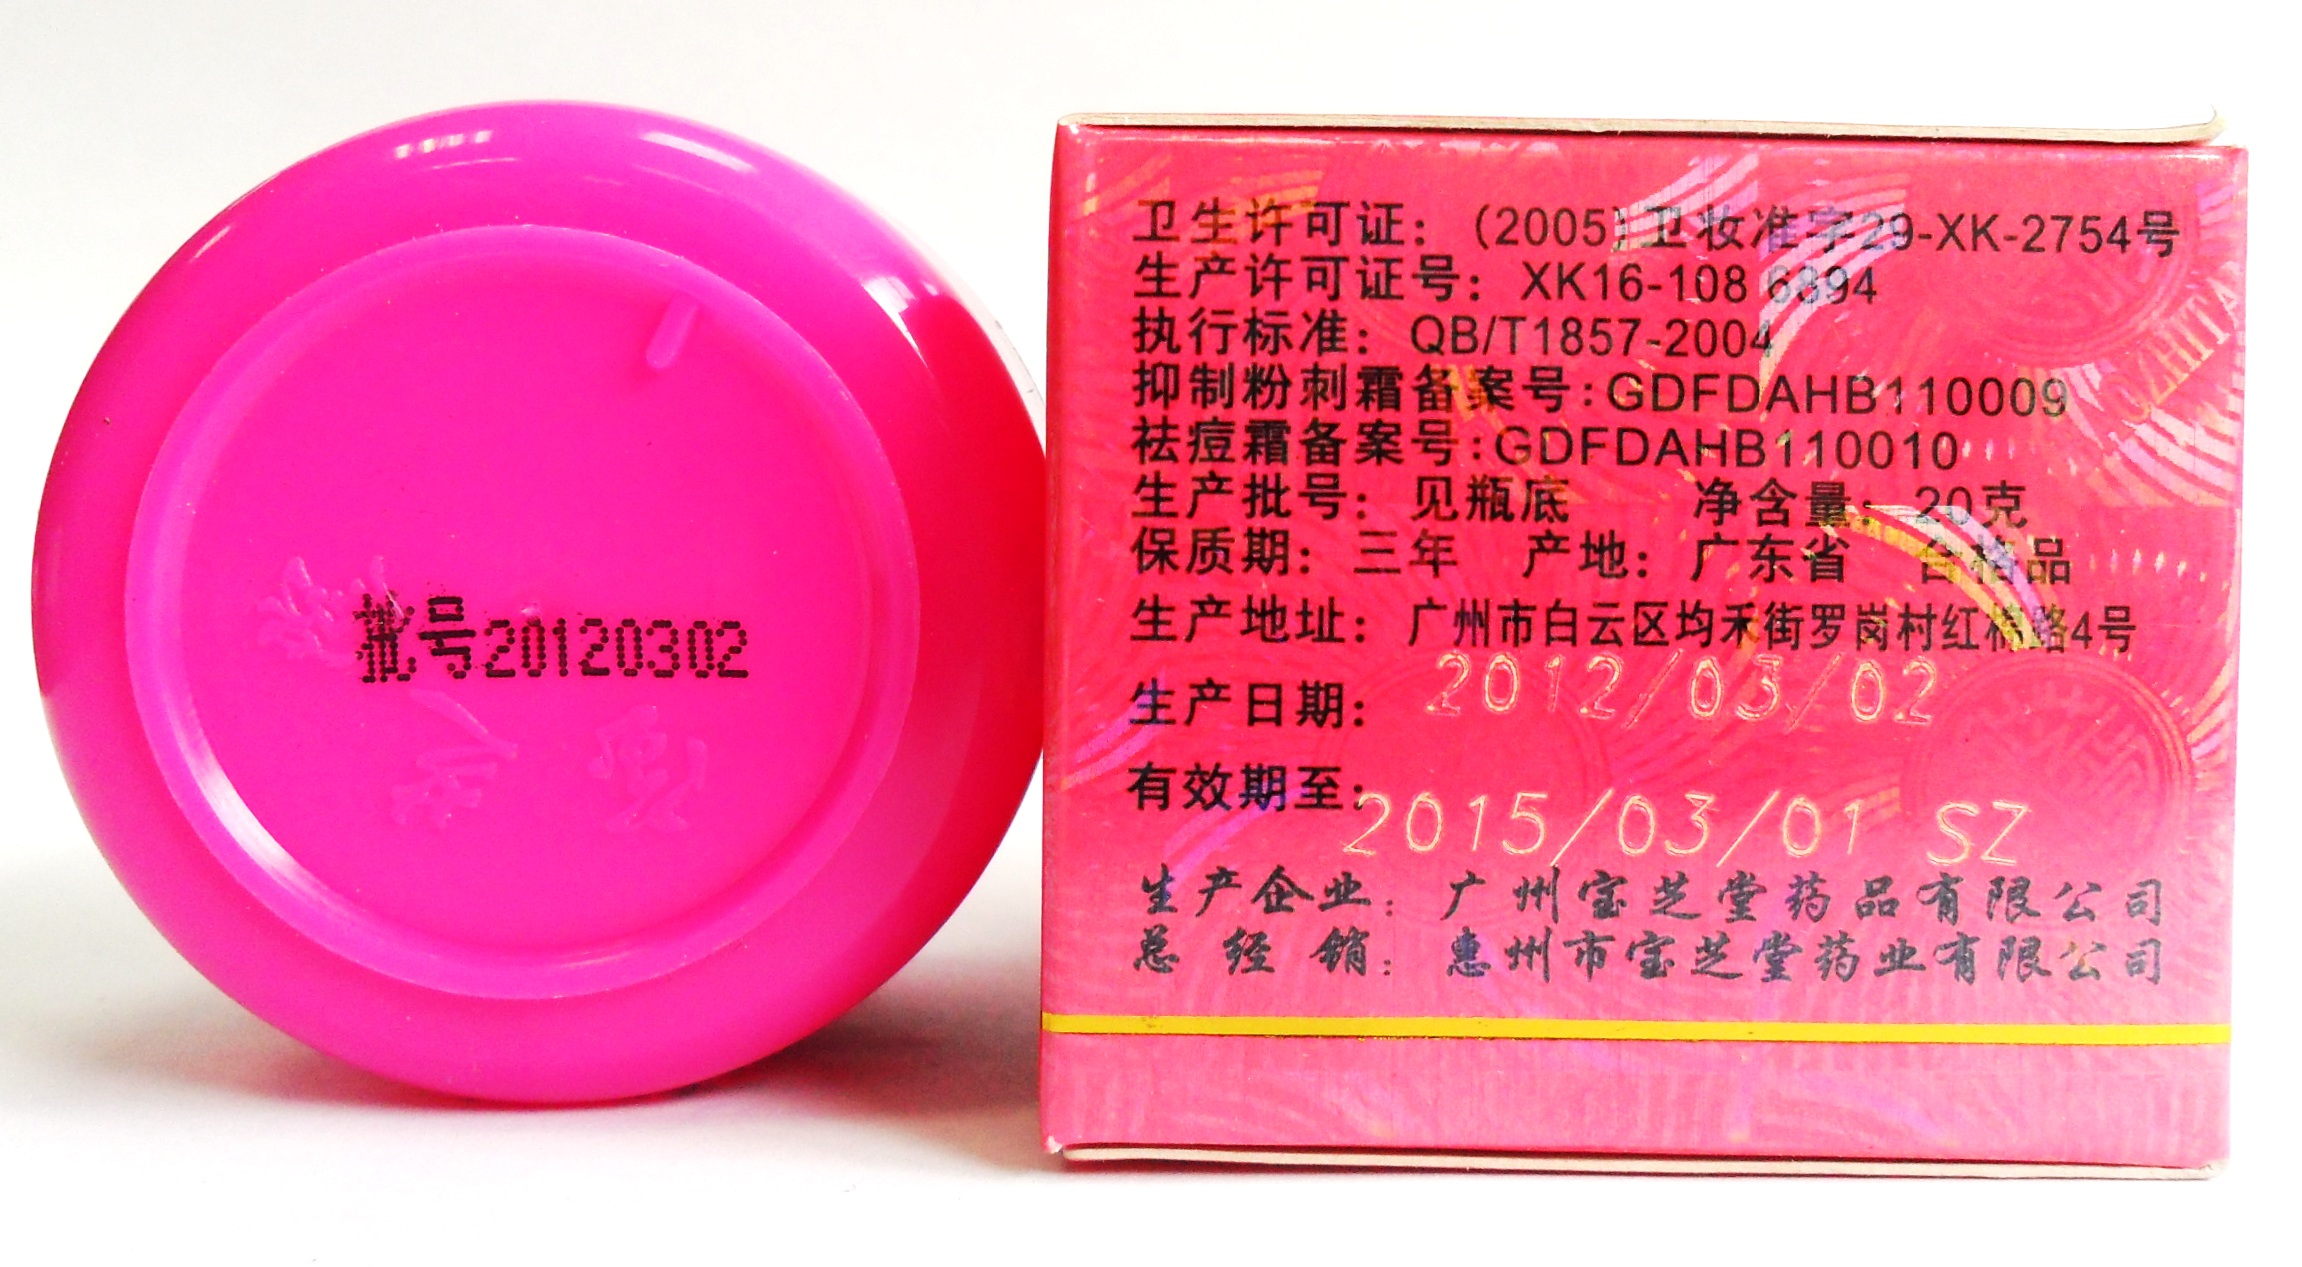 批号20120302
卫生许可证：(2005)卫妆准字29-XK-2754号
生产许可证号：XK16-108 6894
执行标准：QB/T1857-2004
抑制粉刺霜备案号:GDFDAHB110009
祛痘霜备案号:GDFDAHB110010
生产批号：见瓶底 净含量：20克
保质期：三年 产地：广东省 合格品
生产地址：广州市白云区均禾街罗岗村红楠路4号
生产日期：2012/03/02
有效期至：2015/03/01 SZ
生产企业：广州宝芝堂药品有限公司
总经销：惠州市宝芝堂药业有限公司
OZHITA